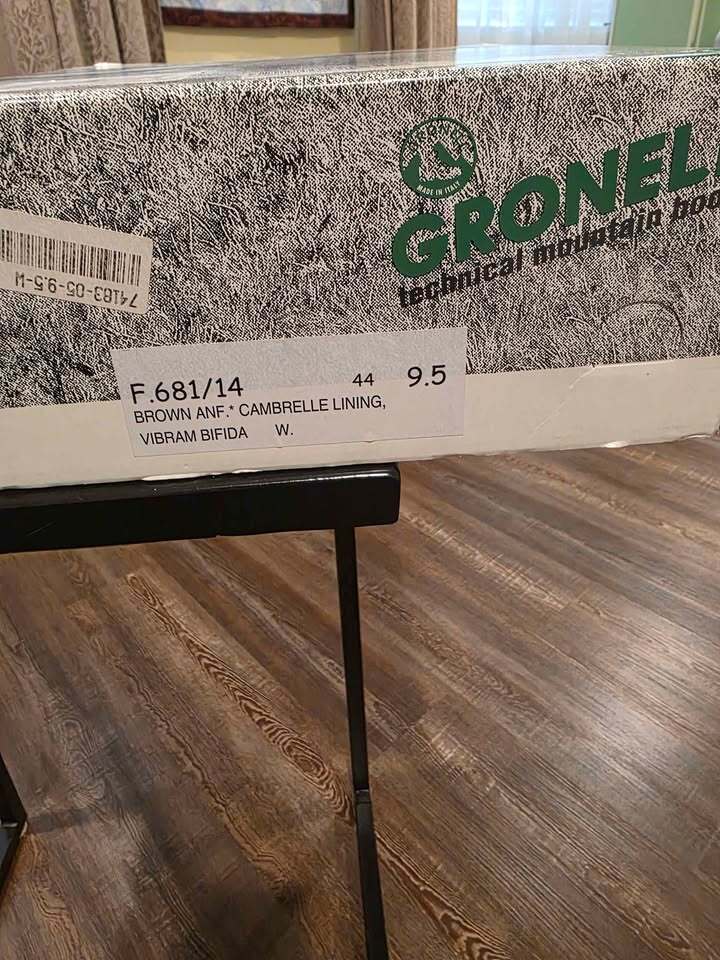 MADE IN ITALY
GRONEL
technical mountain boo
74183-05-9.5-W
F.681/14 44 9.5
BROWN ANF.* CAMBRELLE LINING,
VIBRAM BIFIDA W.